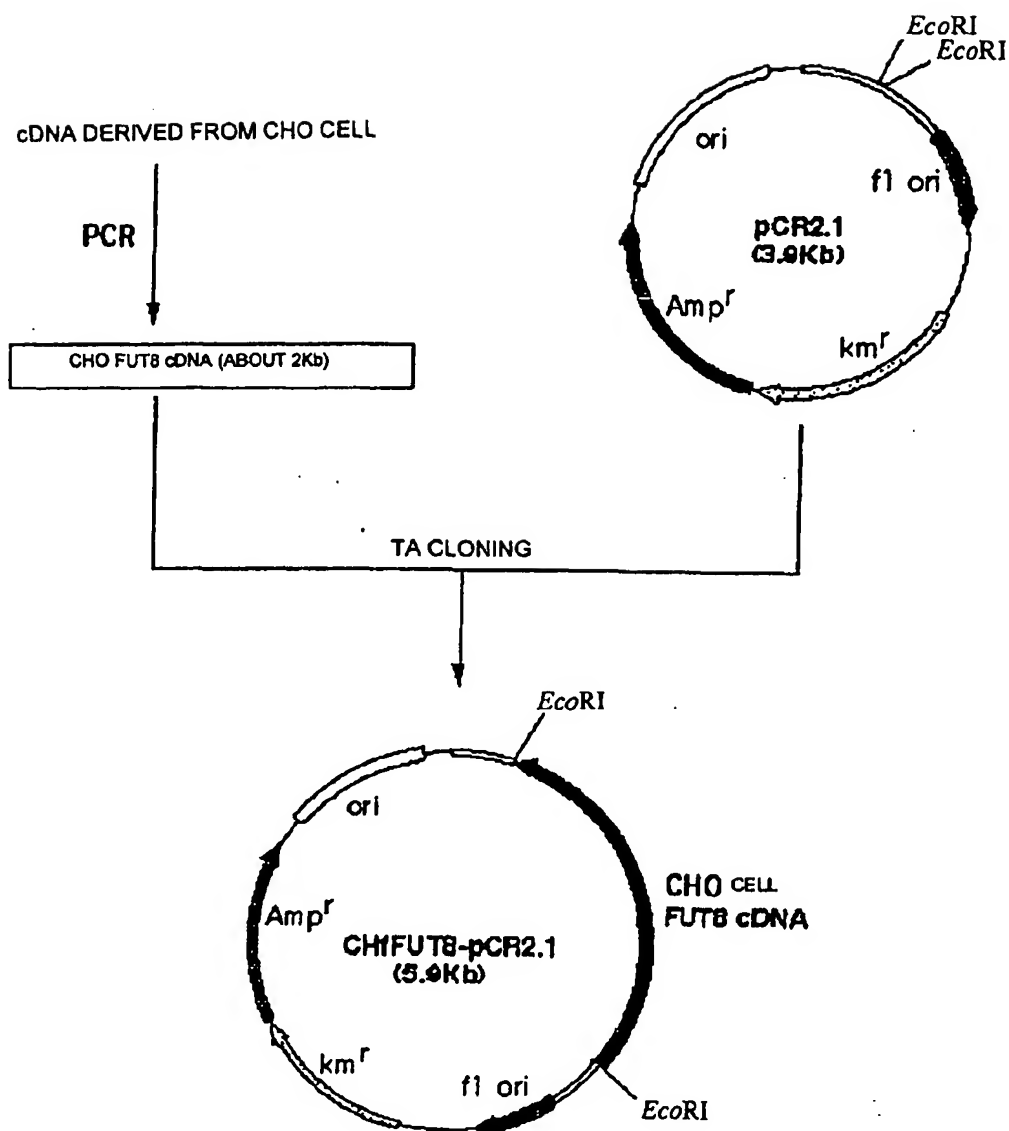 EcoRI
EcoRI
cDNA DERIVED FROM CHO CELL
ori
f1 ori
PCR
pCR2.1
(3.9Kb)
Ampr
CHO FUT8 cDNA (ABOUT 2Kb)
kmr
TA CLONING
EcoRI
ori
CHO CELL
FUT8 cDNA
Ampr
CHfFUT8-pCR2.1
(5.9Kb)
kmr
f1 ori
EcoRI